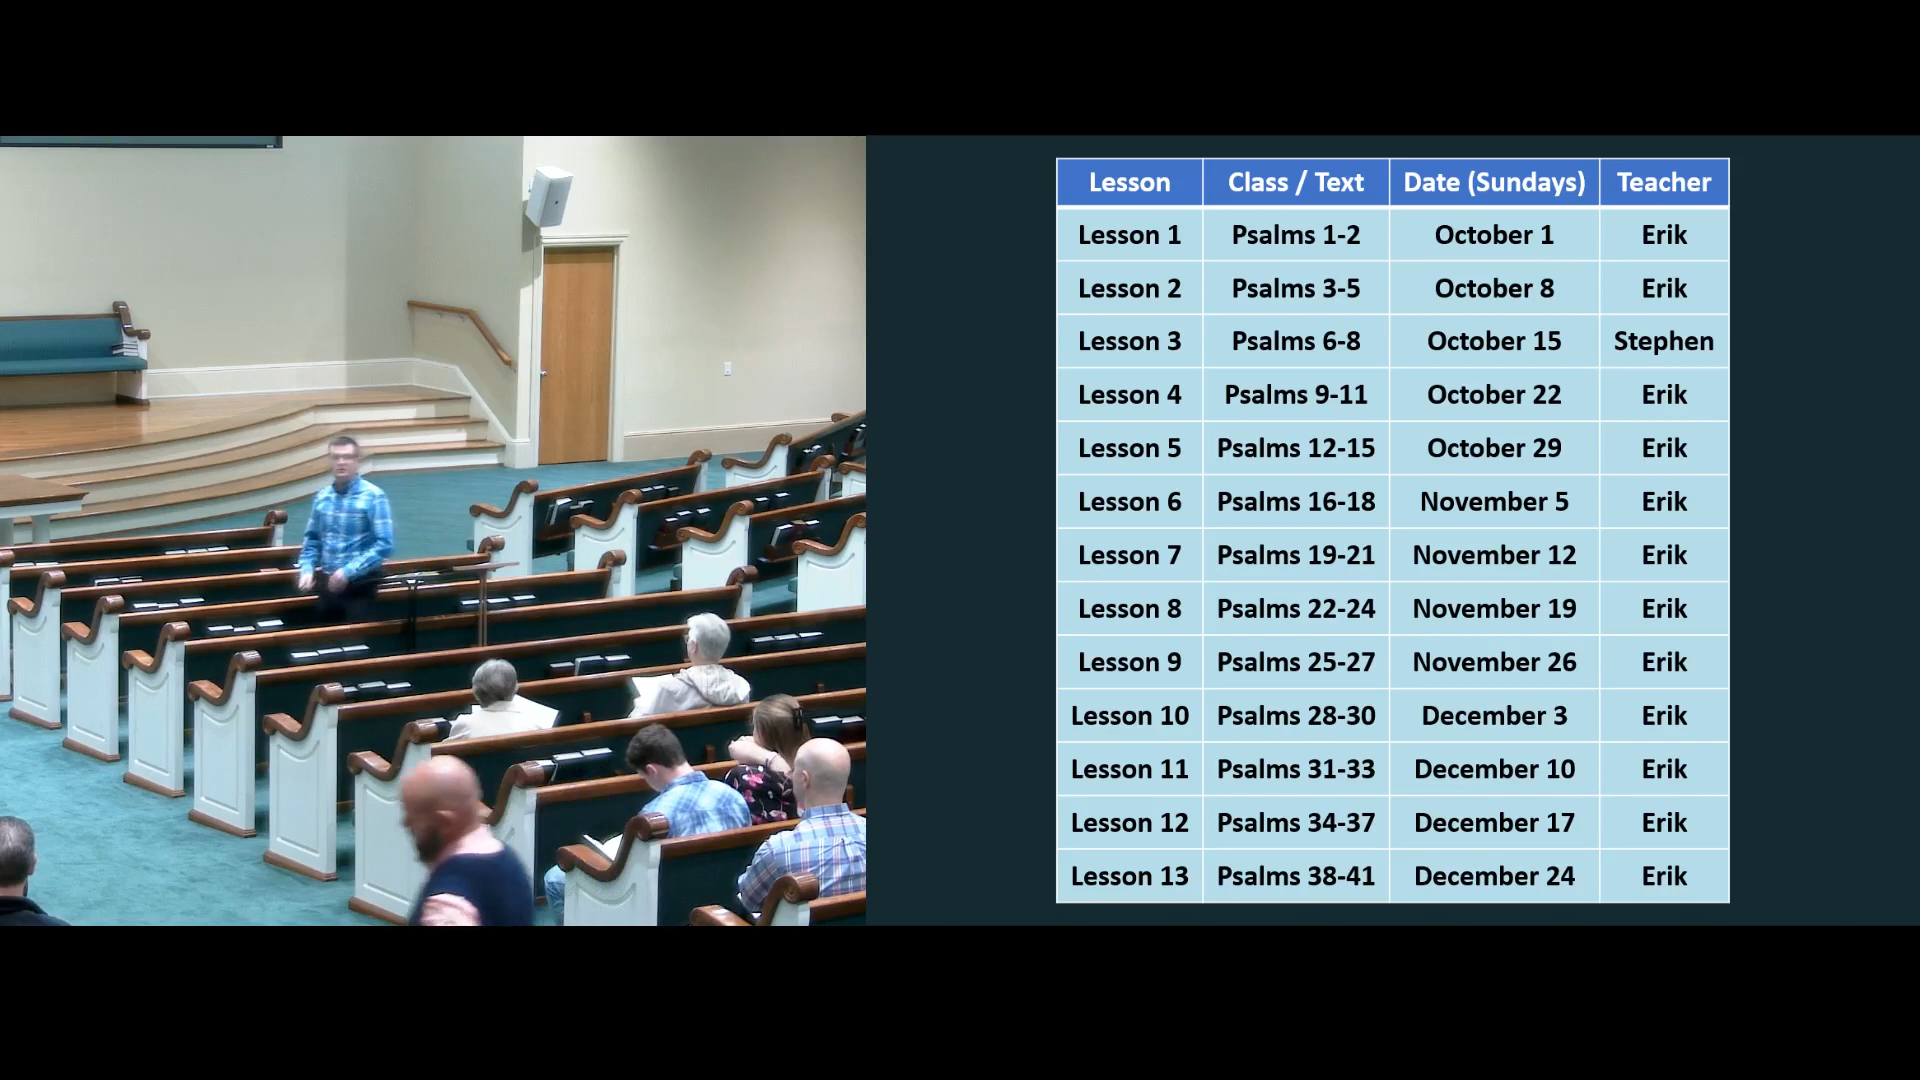 Lesson Class / Text Date (Sundays) Teacher
Lesson 1 Psalms 1-2 October 1 Erik
Lesson 2 Psalms 3-5 October 8 Erik
Lesson 3 Psalms 6-8 October 15 Stephen
Lesson 4 Psalms 9-11 October 22 Erik
Lesson 5 Psalms 12-15 October 29 Erik
Lesson 6 Psalms 16-18 November 5 Erik
Lesson 7 Psalms 19-21 November 12 Erik
Lesson 8 Psalms 22-24 November 19 Erik
Lesson 9 Psalms 25-27 November 26 Erik
Lesson 10 Psalms 28-30 December 3 Erik
Lesson 11 Psalms 31-33 December 10 Erik
Lesson 12 Psalms 34-37 December 17 Erik
Lesson 13 Psalms 38-41 December 24 Erik